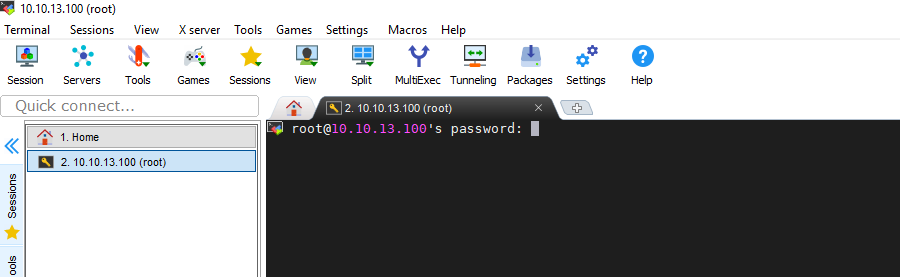 10.10.13.100 (root)
Terminal Sessions View X server Tools Games Settings Macros Help
Session Servers Tools Games Sessions View Split MultiExec Tunneling Packages Settings Help
Quick connect...
2. 10.10.13.100 (root)
1. Home
2. 10.10.13.100 (root)
root@10.10.13.100's password:
Sessions
ools